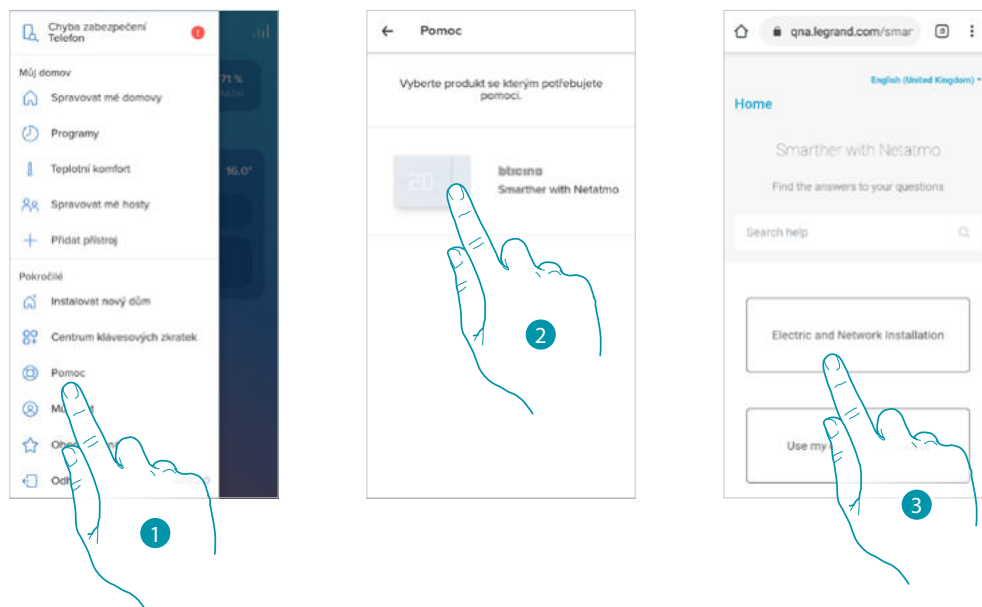 Chyba zabezpečení
Telefon
!
Můj domov
71 %
Spravovat mé domovy
Programy
Teplotní komfort
16.0°
Spravovat mé hosty
Přidat přístroj
Pokročilé
Instalovat nový dům
Centrum klávesových zkratek
Pomoc
Odh
1
Pomoc
Vyberte produkt se kterým potřebujete
pomoci.
20
bticino
Smarther with Netatmo
2
qna.legrand.com/smar
English (United Kingdom)
Home
Smarther with Netatmo
Find the answers to your questions
Search help
Electric and Network Installation
Use my
3